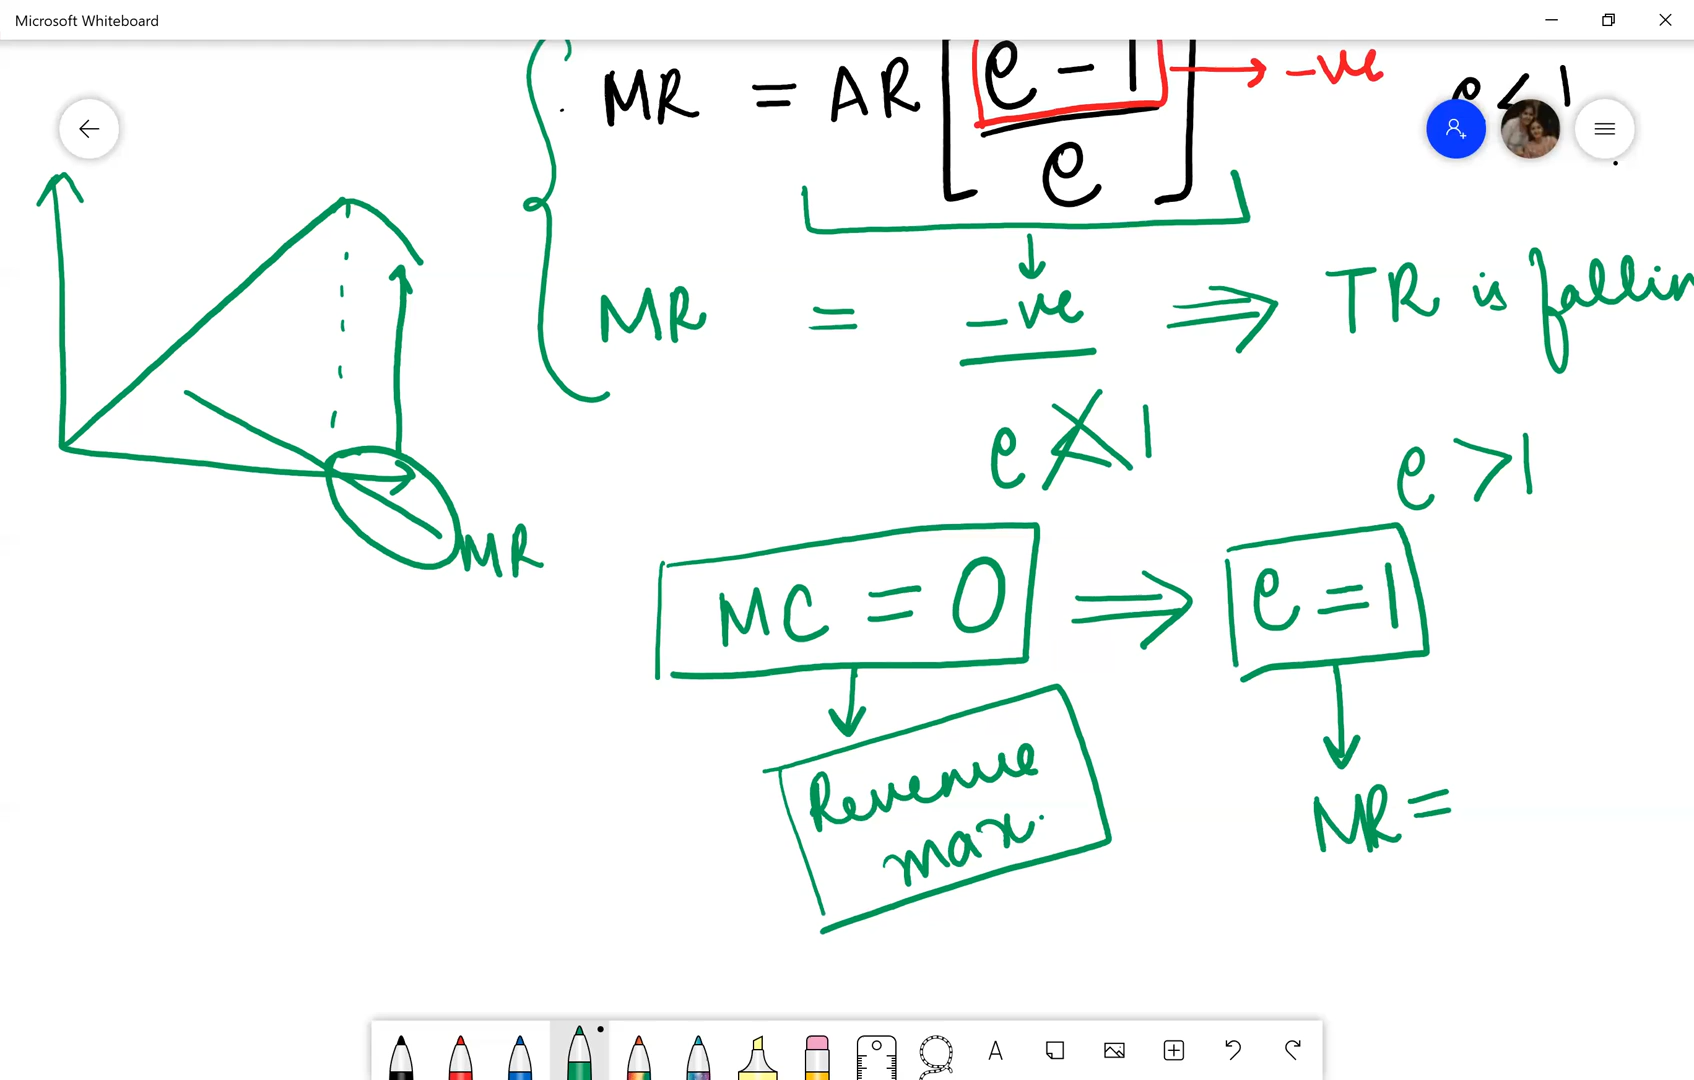 Microsoft Whiteboard
MR = AR [ e - 1 / e ] → -ve e < 1
MR = -ve ⇒ TR is fallin
e < 1
e > 1
MR
MC = 0 ⇒ e = 1
Revenue
max.
MR =
A